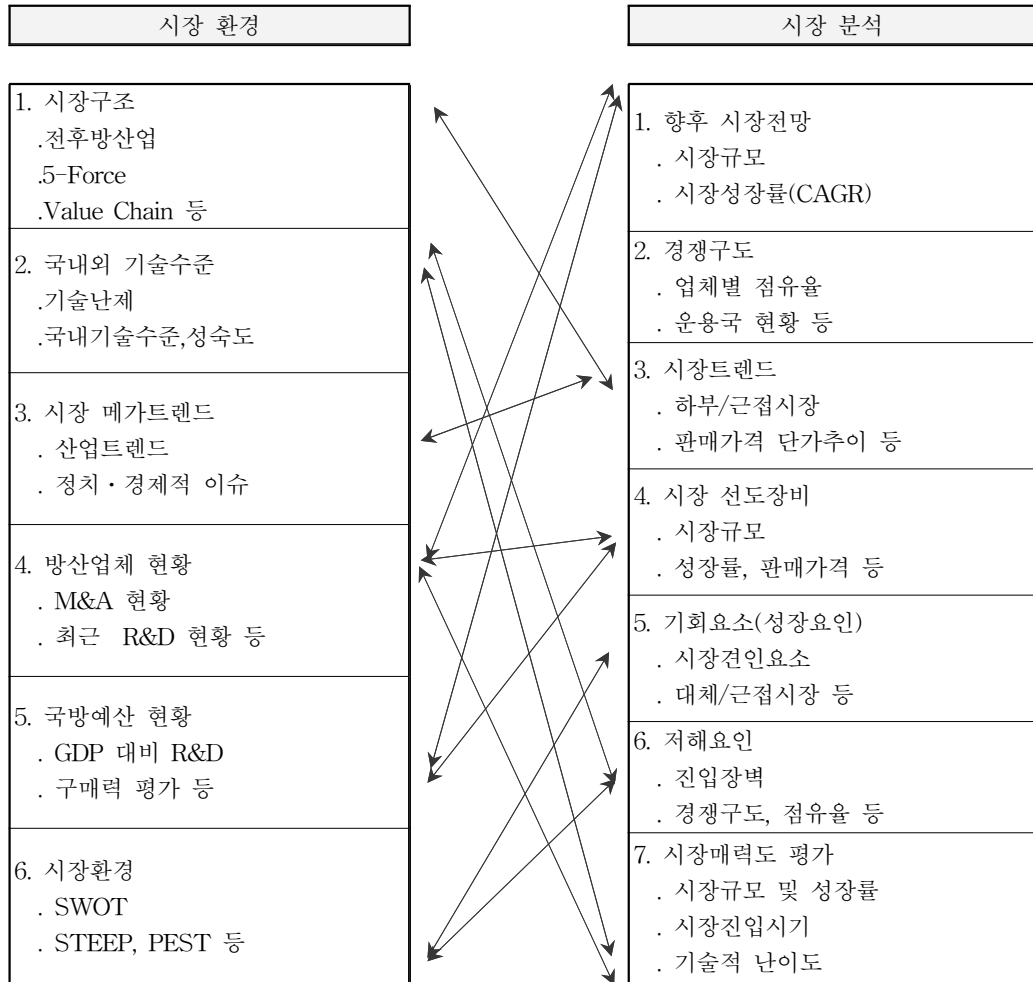 시장 환경
시장 분석
1. 시장구조
.전후방산업
.5-Force
.Value Chain 등
2. 국내외 기술수준
.기술난제
.국내기술수준,성숙도
3. 시장 메가트렌드
. 산업트렌드
. 정치・경제적 이슈
4. 방산업체 현황
. M&A 현황
. 최근 R&D 현황 등
5. 국방예산 현황
. GDP 대비 R&D
. 구매력 평가 등
6. 시장환경
. SWOT
. STEEP, PEST 등
1. 향후 시장전망
. 시장규모
. 시장성장률(CAGR)
2. 경쟁구도
. 업체별 점유율
. 운용국 현황 등
3. 시장트렌드
. 하부/근접시장
. 판매가격 단가추이 등
4. 시장 선도장비
. 시장규모
. 성장률, 판매가격 등
5. 기회요소(성장요인)
. 시장견인요소
. 대체/근접시장 등
6. 저해요인
. 진입장벽
. 경쟁구도, 점유율 등
7. 시장매력도 평가
. 시장규모 및 성장률
. 시장진입시기
. 기술적 난이도